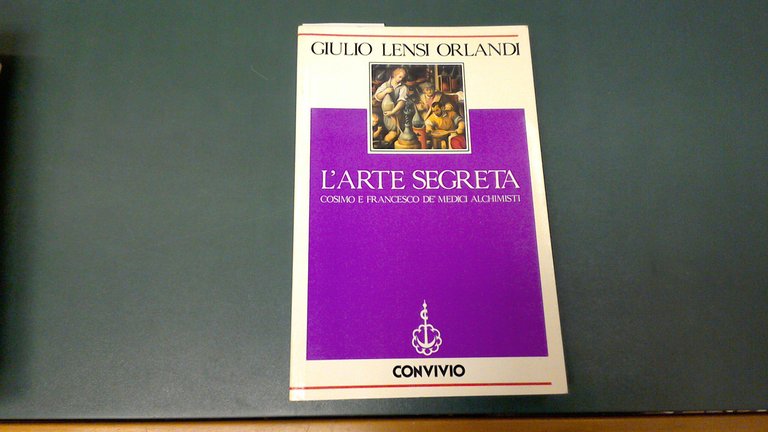 GIULIO LENSI ORLANDI
L'ARTE SEGRETA
COSIMO E FRANCESCO DE' MEDICI ALCHIMISTI
CONVIVIO